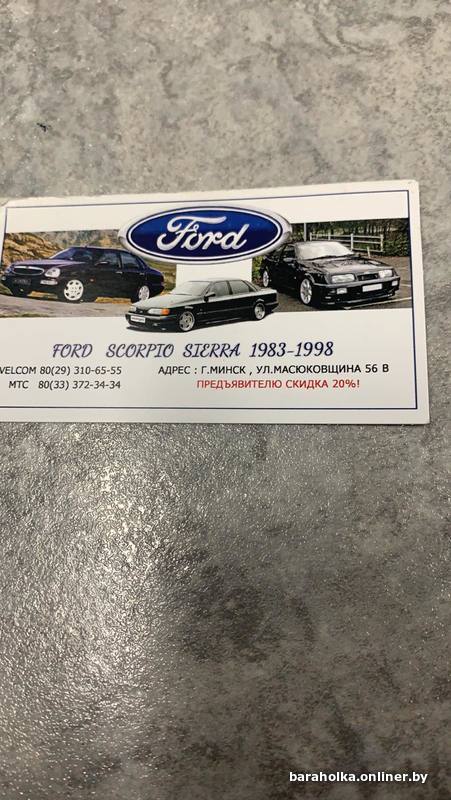 Ford
FORD SCORPIO SIERRA 1983-1998
VELCOM 80(29) 310-65-55 АДРЕС : Г.МИНСК , УЛ.МАСЮКОВЩИНА 56 В
МТС 80(33) 372-34-34 ПРЕДЪЯВИТЕЛЮ СКИДКА 20%!
baraholka.onliner.by